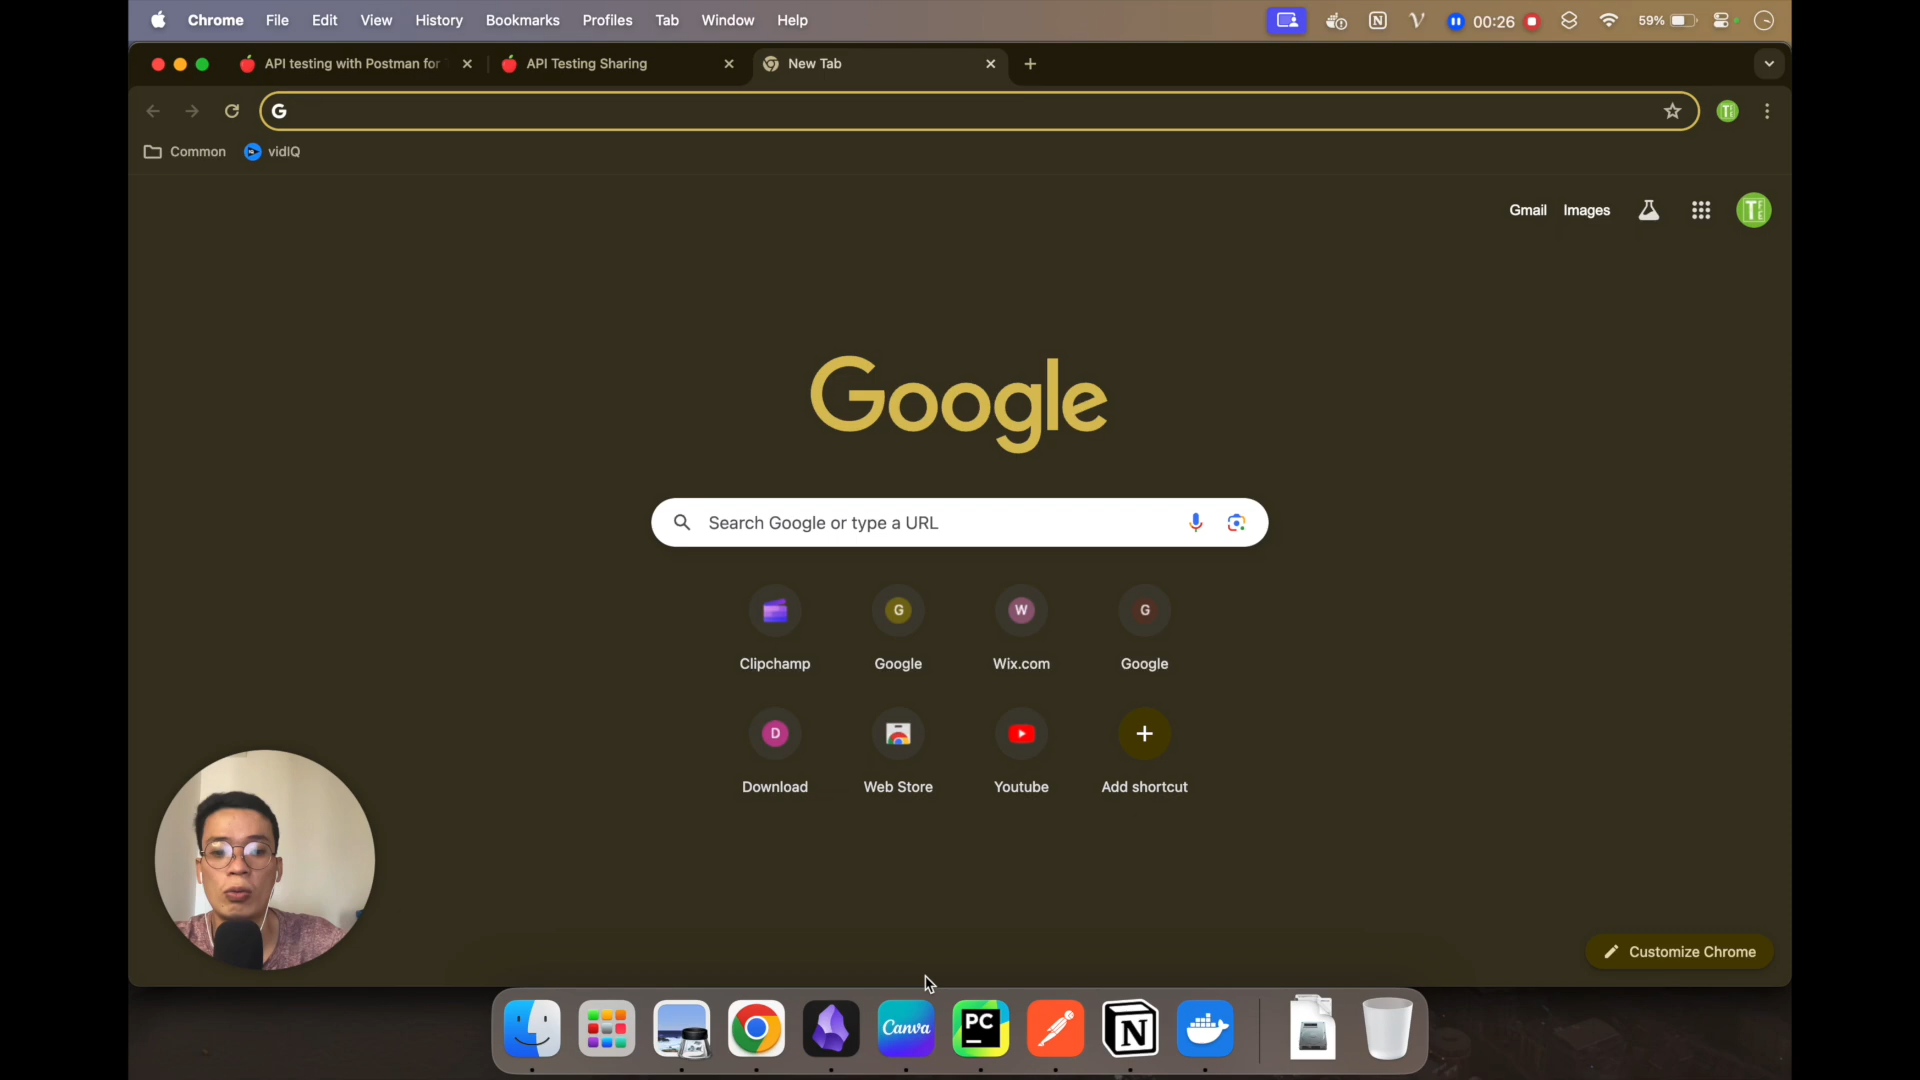 Chrome File Edit View History Bookmarks Profiles Tab Window Help 00:26 59%
API testing with Postman for API Testing Sharing New Tab
G
Common vidIQ
Gmail Images
Google
Search Google or type a URL
G W G
Clipchamp Google Wix.com Google
D
Download Web Store Youtube Add shortcut
Customize Chrome
Canva PC N